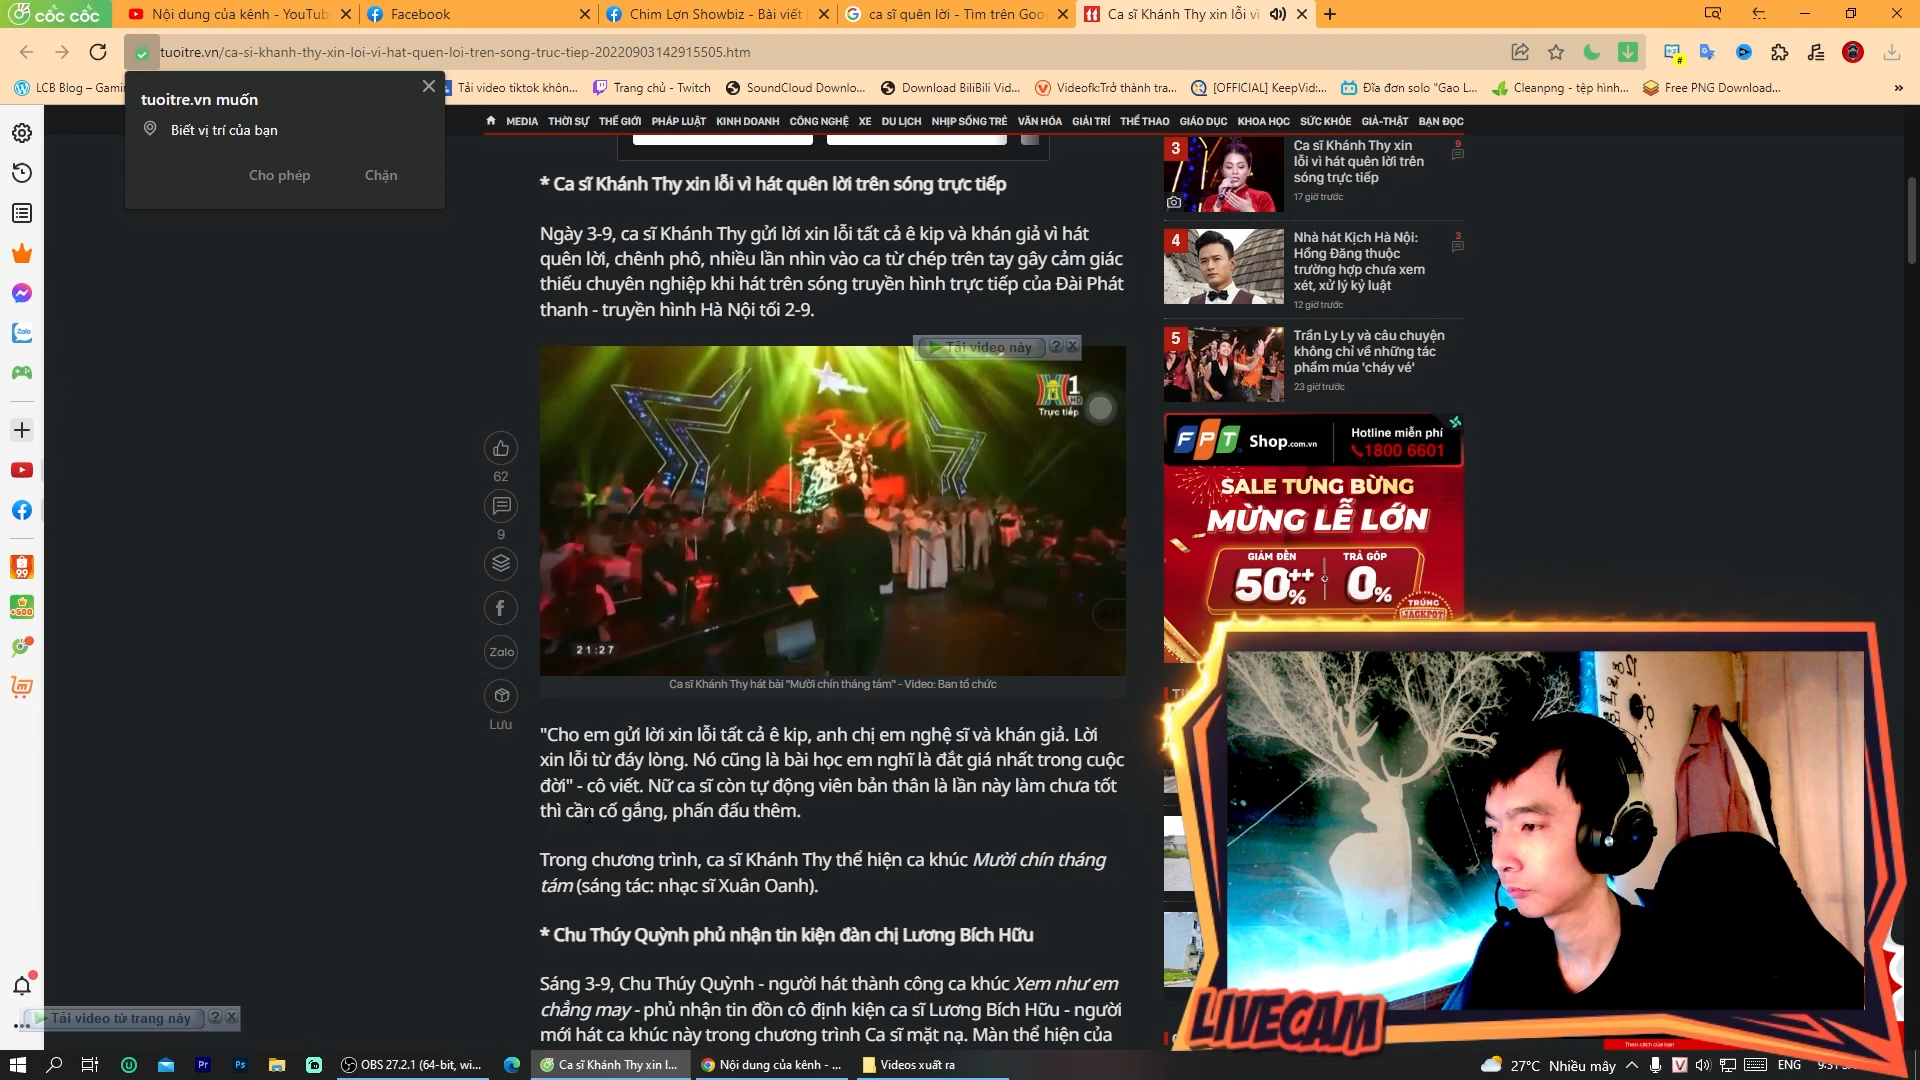 cốc cốc
Nội dung của kênh - YouTub
Facebook
Chim Lợn Showbiz - Bài viết
ca sĩ quên lời - Tìm trên Goo
Ca sĩ Khánh Thy xin lỗi vì
tuoitre.vn/ca-si-khanh-thy-xin-loi-vi-hat-quen-loi-tren-song-truc-tiep-20220903142915505.htm
LCB Blog – Gamin
Tải video tiktok khôn...
Trang chủ - Twitch
SoundCloud Downlo...
Download BiliBili Vid...
Videofk:Trở thành tra...
[OFFICIAL] KeepVid:...
Đĩa đơn solo "Gao L...
Cleanpng - tệp hình...
Free PNG Download...
tuoitre.vn muốn
Biết vị trí của bạn
Cho phép
Chặn
MEDIA THỜI SỰ THẾ GIỚI PHÁP LUẬT KINH DOANH CÔNG NGHỆ XE DU LỊCH NHỊP SỐNG TRẺ VĂN HÓA GIẢI TRÍ THỂ THAO GIÁO DỤC KHOA HỌC SỨC KHỎE GIẢ-THẬT BẠN ĐỌC
* Ca sĩ Khánh Thy xin lỗi vì hát quên lời trên sóng trực tiếp
Ngày 3-9, ca sĩ Khánh Thy gửi lời xin lỗi tất cả ê kip và khán giả vì hát
quên lời, chênh phô, nhiều lần nhìn vào ca từ chép trên tay gây cảm giác
thiếu chuyên nghiệp khi hát trên sóng truyền hình trực tiếp của Đài Phát
thanh - truyền hình Hà Nội tối 2-9.
Tải video này
1
HD
Trực tiếp
21:27
Ca sĩ Khánh Thy hát bài "Mười chín tháng tám" - Video: Ban tổ chức
62
9
Zalo
Lưu
"Cho em gửi lời xin lỗi tất cả ê kip, anh chị em nghệ sĩ và khán giả. Lời
xin lỗi từ đáy lòng. Nó cũng là bài học em nghĩ là đắt giá nhất trong cuộc
đời" - cô viết. Nữ ca sĩ còn tự động viên bản thân là lần này làm chưa tốt
thì cần cố gắng, phấn đấu thêm.
Trong chương trình, ca sĩ Khánh Thy thể hiện ca khúc Mười chín tháng
tám (sáng tác: nhạc sĩ Xuân Oanh).
* Chu Thúy Quỳnh phủ nhận tin kiện đàn chị Lương Bích Hữu
Sáng 3-9, Chu Thúy Quỳnh - người hát thành công ca khúc Xem như em
chẳng may - phủ nhận tin đồn cô định kiện ca sĩ Lương Bích Hữu - người
mới hát ca khúc này trong chương trình Ca sĩ mặt nạ. Màn thể hiện của
3
Ca sĩ Khánh Thy xin
lỗi vì hát quên lời trên
sóng trực tiếp
17 giờ trước
9
4
Nhà hát Kịch Hà Nội:
Hồng Đăng thuộc
trường hợp chưa xem
xét, xử lý kỷ luật
12 giờ trước
3
5
Trần Ly Ly và câu chuyện
không chỉ về những tác
phẩm múa 'cháy vé'
23 giờ trước
FPT Shop.com.vn
Hotline miễn phí
1800 6601
SALE TƯNG BỪNG
MỪNG LỄ LỚN
GIẢM ĐẾN
50++%
TRẢ GÓP
0%
TRÚNG
JACKPOT
LIVECAM
Tải video từ trang này
Zalo
OBS 27.2.1 (64-bit, wi...
Ca sĩ Khánh Thy xin l...
Nội dung của kênh - ...
Videos xuất ra
27°C Nhiều mây
ENG